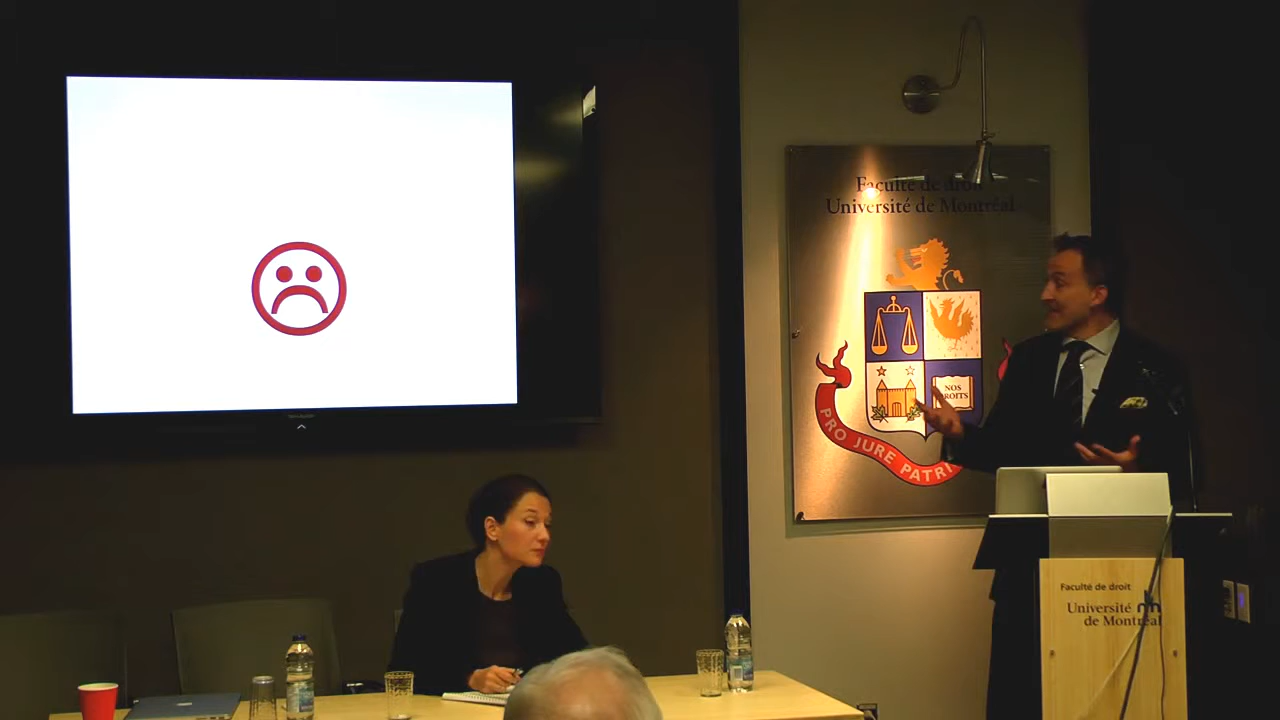 Faculté de droit
Université de Montréal
NOS
DROITS
PRO JURE PATRI
Faculté de droit
Université
de Montréal